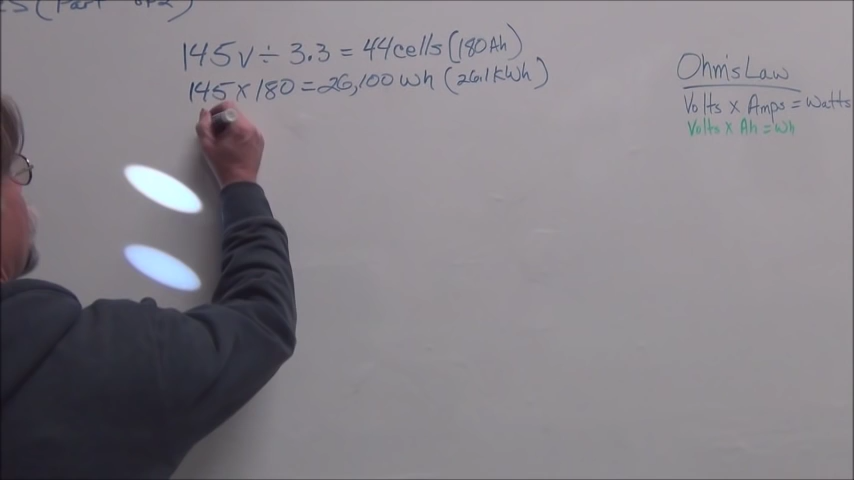 (Part of 2)
145v ÷ 3.3 = 44cells (180Ah)
145 x 180 = 26,100 Wh (26.1kWh)
Ohm's Law
Volts x Amps = Watts
Volts x Ah = Wh